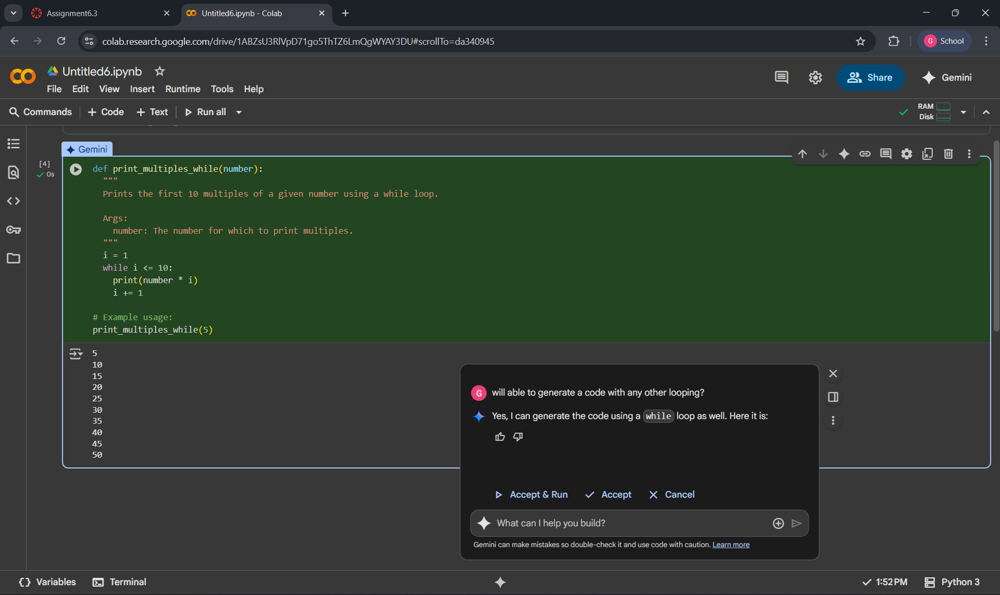 Assignment6.3
Untitled6.ipynb - Colab
colab.research.google.com/drive/1ABZsU3RlVpD71go5ThTZ6LmQgWYAY3DU#scrollTo=da340945
G School
Untitled6.ipynb
File Edit View Insert Runtime Tools Help
Share
Gemini
Commands + Code + Text Run all
RAM
Disk
Gemini
[4]
0s
def print_multiples_while(number):
"""
Prints the first 10 multiples of a given number using a while loop.
Args:
number: The number for which to print multiples.
"""
i = 1
while i <= 10:
print(number * i)
i += 1
# Example usage:
print_multiples_while(5)
5
10
15
20
25
30
35
40
45
50
G will able to generate a code with any other looping?
Yes, I can generate the code using a while loop as well. Here it is:
Accept & Run Accept Cancel
What can I help you build?
Gemini can make mistakes so double-check it and use code with caution. Learn more
Variables Terminal
1:52 PM Python 3